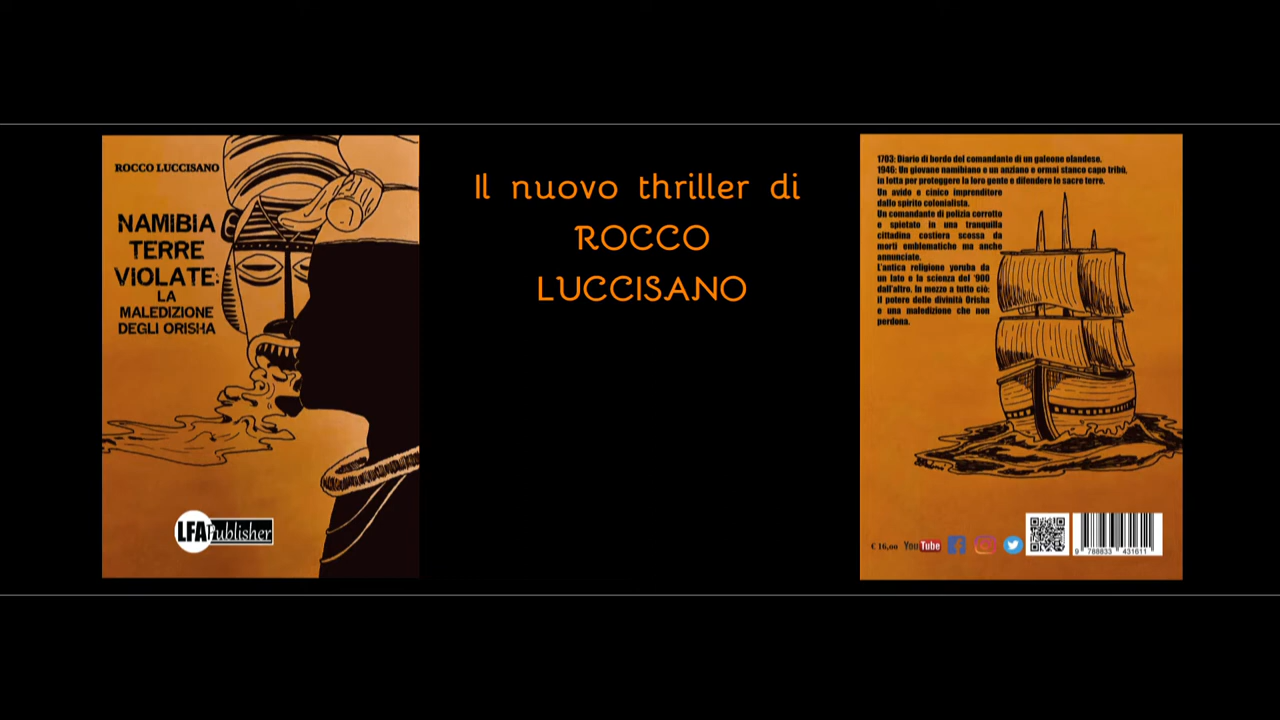 ROCCO LUCCISANO
NAMIBIA
TERRE
VIOLATE:
LA
MALEDIZIONE
DEGLI ORISHA
LFA Publisher
Il nuovo thriller di
ROCCO
LUCCISANO
1703: Diario di bordo del comandante di un galeone olandese.
1946: Un giovane namibiano e un anziano e ormai stanco capo tribù,
in lotta per proteggere la loro gente e difendere le sacre terre.
Un avido e cinico imprenditore
dallo spirito colonialista.
Un comandante di polizia corrotto
e spietato in una tranquilla
cittadina costiera scossa da
morti emblematiche ma anche
annunciate.
L'antica religione yoruba da
un lato e la scienza del '900
dall'altro. In mezzo a tutto ciò:
il potere delle divinità Orisha
e una maledizione che non
perdona.
€ 16,00 YouTube
9 788833 431611